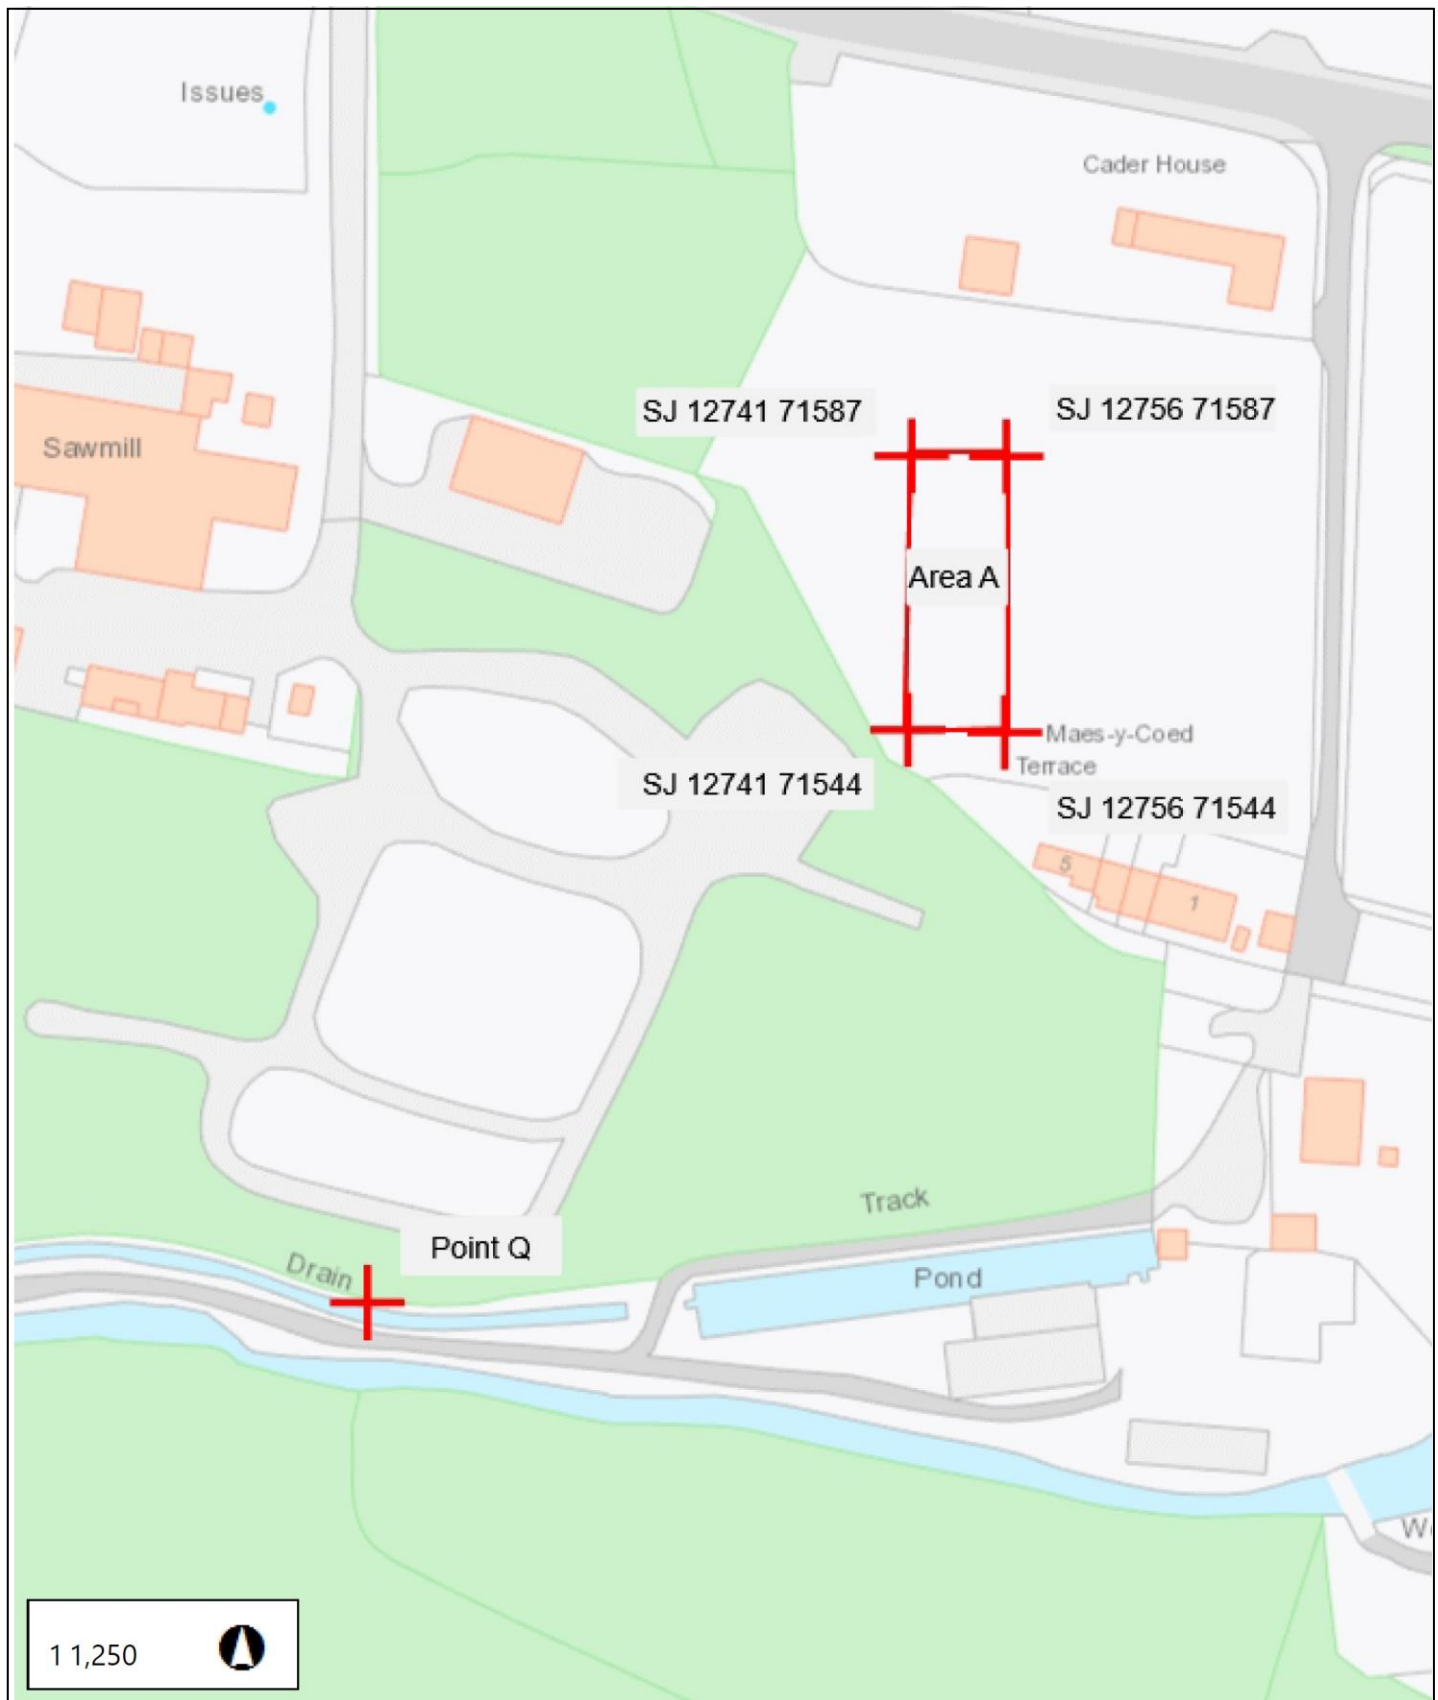 Issues
Cader House
SJ 12741 71587
SJ 12756 71587
Sawmill
Area A
Maes-y-Coed
Terrace
SJ 12741 71544
SJ 12756 71544
5
1
Track
Point Q
Drain
Pond
1 1,250